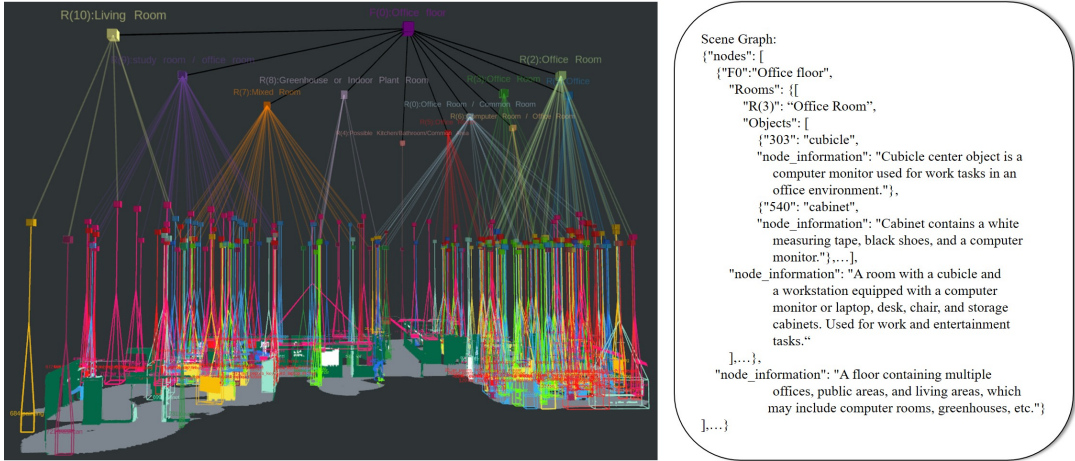 R(10):Living Room
F(0):Office floor
study room / office room
R(2):Office Room
R(8):Greenhouse or Indoor Plant Room
R(7):Mixed Room
R(0):Office Room / Common Room
R(6):Computer Room / Office Room
R(4):Possible Kitchen/Bathroom/Common
Scene Graph:
{"nodes": [
{"F0":"Office floor",
"Rooms": {[
"R(3)": “Office Room”,
"Objects": [
{"303": "cubicle",
"node_information": "Cubicle center object is a
computer monitor used for work tasks in an
office environment."},
{"540": "cabinet",
"node_information": "Cabinet contains a white
measuring tape, black shoes, and a computer
monitor."},…],
"node_information": "A room with a cubicle and
a workstation equipped with a computer
monitor or laptop, desk, chair, and storage
cabinets. Used for work and entertainment
tasks.“
],…},
"node_information": "A floor containing multiple
offices, public areas, and living areas, which
may include computer rooms, greenhouses, etc."}
],…}